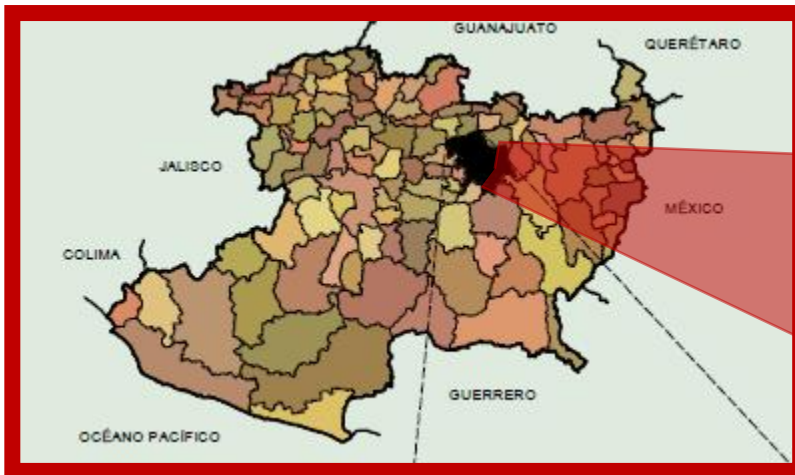 GUANAJUATO
QUERÉTARO
JALISCO
MÉXICO
COLIMA
GUERRERO
OCÉANO PACÍFICO